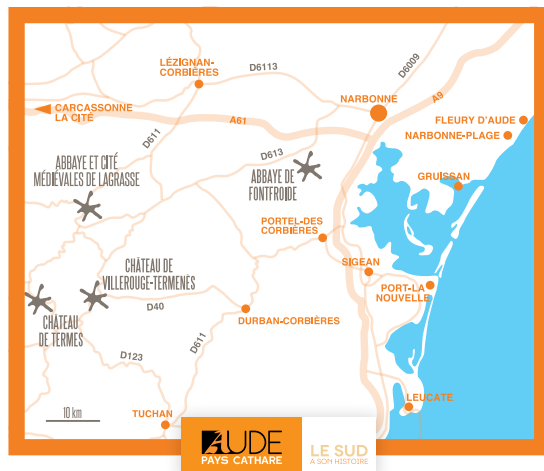 LÉZIGNAN-
CORBIÈRES
D6113
D6009
NARBONNE
A9
CARCASSONNE
LA CITÉ
A61
FLEURY D'AUDE
NARBONNE-PLAGE
D611
D613
ABBAYE ET CITÉ
MÉDIÉVALES DE LAGRASSE
ABBAYE DE
FONTFROIDE
GRUISSAN
PORTEL-DES
CORBIÈRES
CHÂTEAU DE
VILLEROUGE-TERMENÈS
SIGEAN
PORT-LA
NOUVELLE
D40
CHÂTEAU
DE TERMES
DURBAN-CORBIÈRES
D611
D123
LEUCATE
10 km
TUCHAN
AUDE
PAYS CATHARE
LE SUD
A SON HISTOIRE